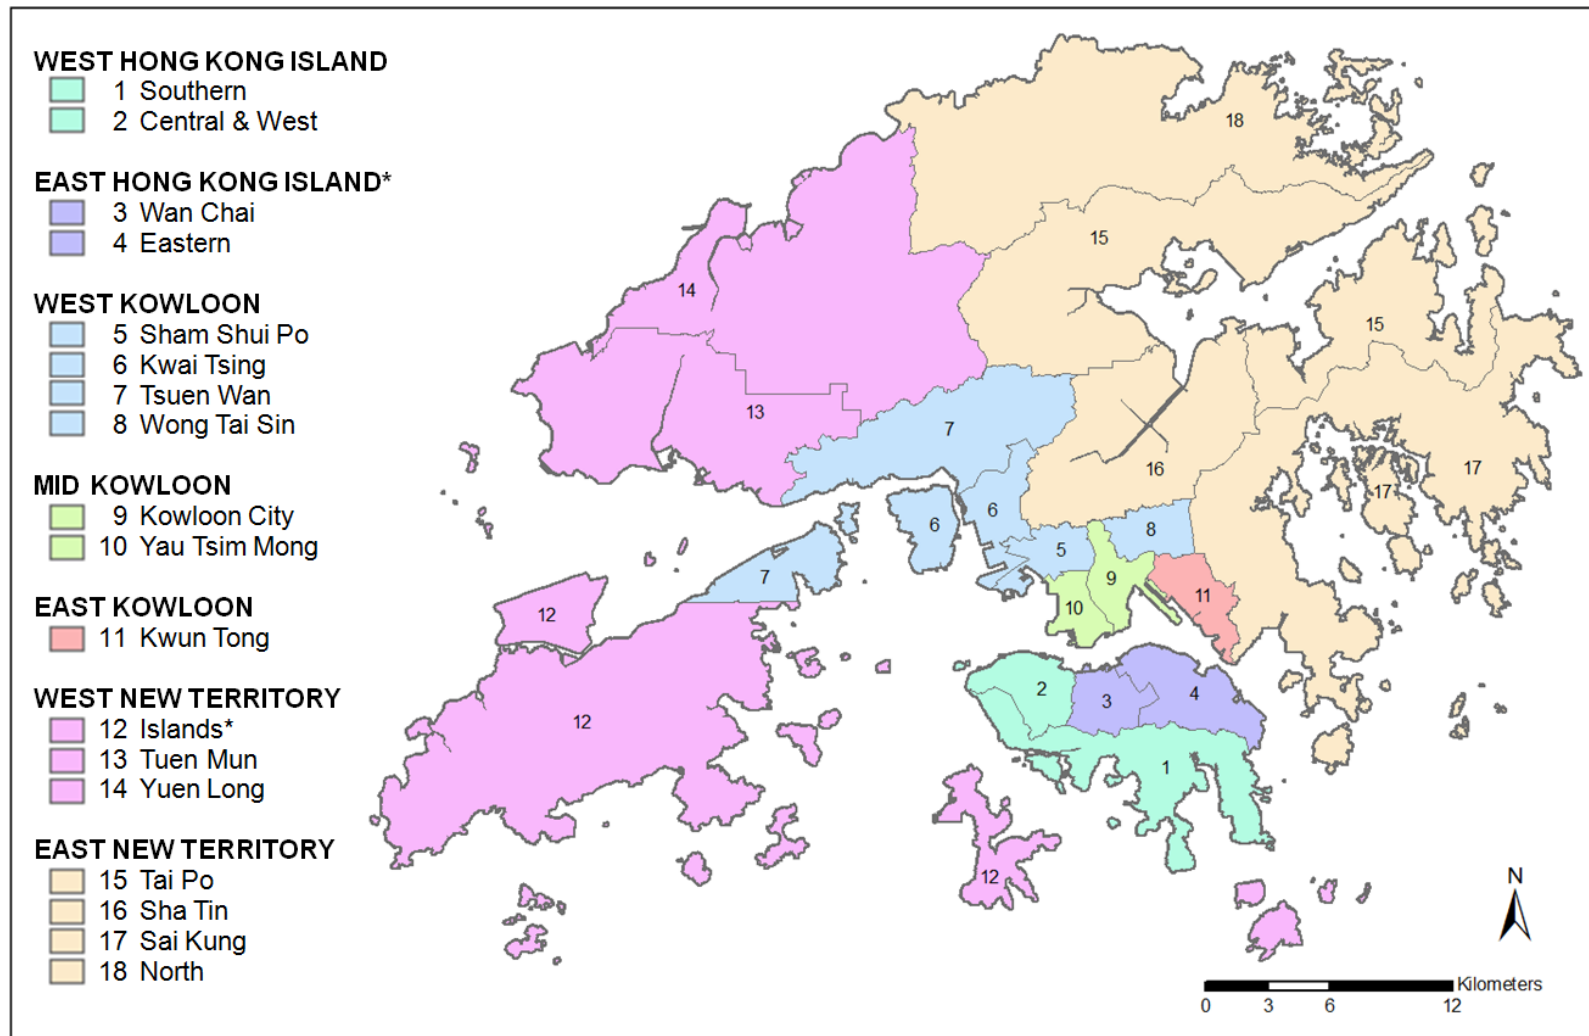 WEST HONG KONG ISLAND
1 Southern
2 Central & West
EAST HONG KONG ISLAND*
3 Wan Chai
4 Eastern
WEST KOWLOON
5 Sham Shui Po
6 Kwai Tsing
7 Tsuen Wan
8 Wong Tai Sin
MID KOWLOON
9 Kowloon City
10 Yau Tsim Mong
EAST KOWLOON
11 Kwun Tong
WEST NEW TERRITORY
12 Islands*
13 Tuen Mun
14 Yuen Long
EAST NEW TERRITORY
15 Tai Po
16 Sha Tin
17 Sai Kung
18 North
18
15
14
15
13
7
16
17
17
6
6
8
5
9
7
11
10
12
2
3
4
12
1
12
N
Kilometers
0 3 6 12